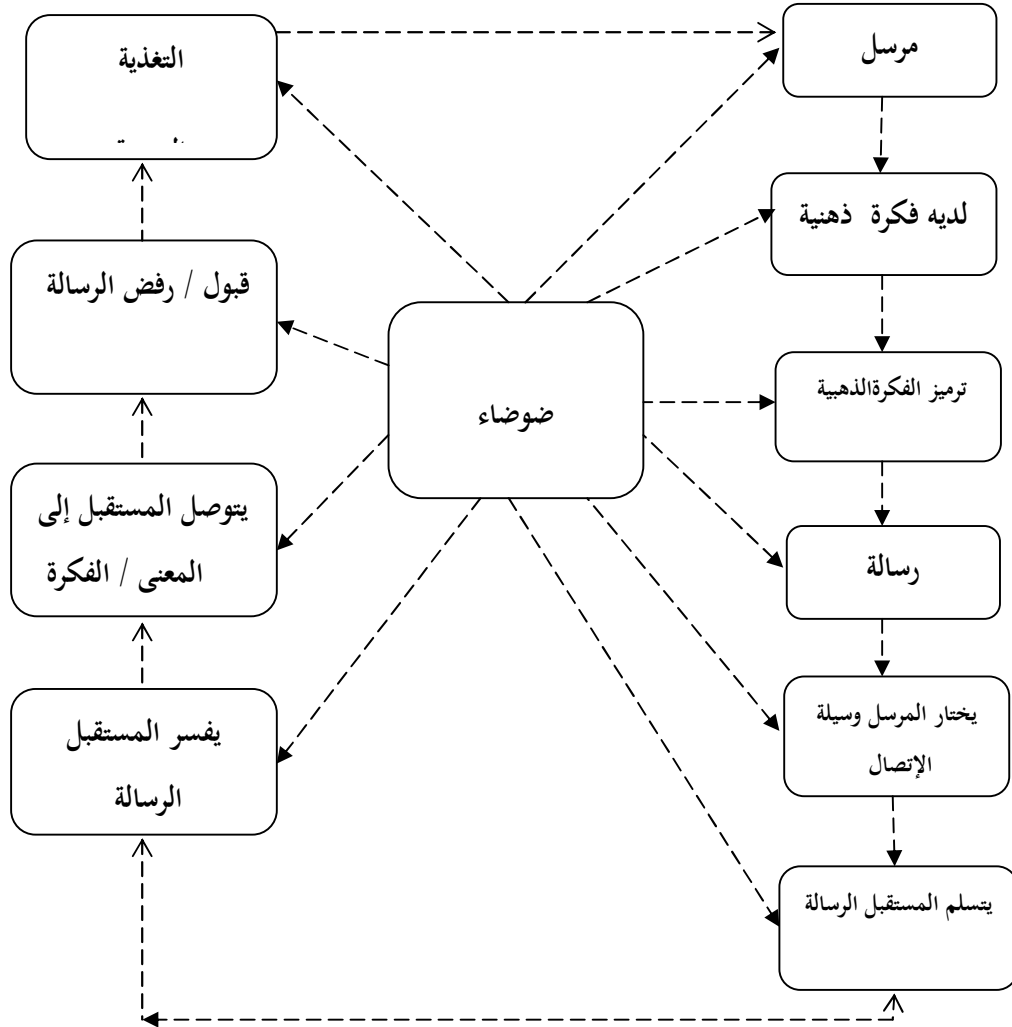 مرسل
لديه فكرة ذهنية
ترميز الفكرةالذهبية
رسالة
يختار المرسل وسيلة
الإتصال
يتسلم المستقبل الرسالة
ضوضاء
التغذية
قبول / رفض الرسالة
يتوصل المستقبل إلى
المعنى / الفكرة
يفسر المستقبل
الرسالة